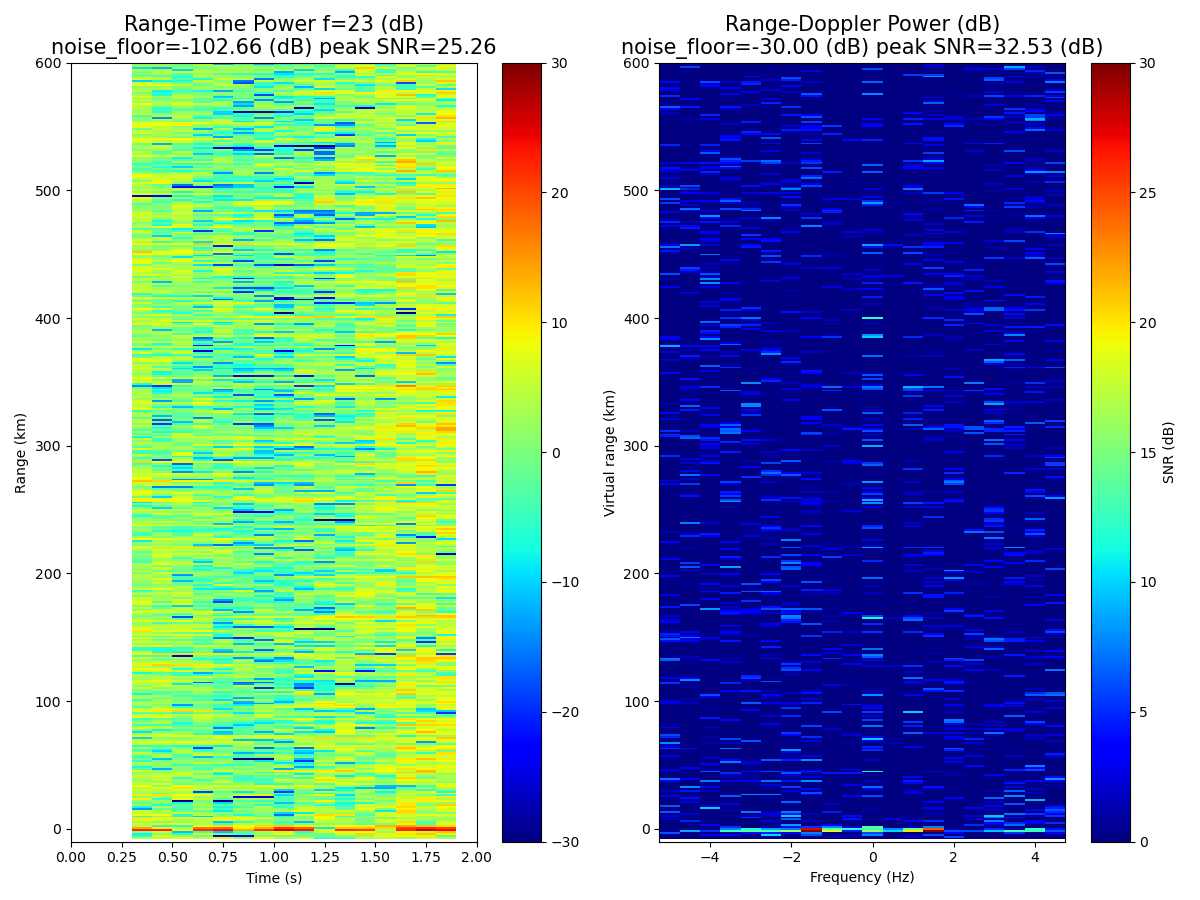 Range-Time Power f=23 (dB)
noise_floor=-102.66 (dB) peak SNR=25.26
600
500
400
300
200
100
0
Range (km)
0.00 0.25 0.50 0.75 1.00 1.25 1.50 1.75 2.00
Time (s)
30
20
10
0
−10
−20
−30
Range-Doppler Power (dB)
noise_floor=-30.00 (dB) peak SNR=32.53 (dB)
600
500
400
300
200
100
0
Virtual range (km)
−4 −2 0 2 4
Frequency (Hz)
30
25
20
15
10
5
0
SNR (dB)